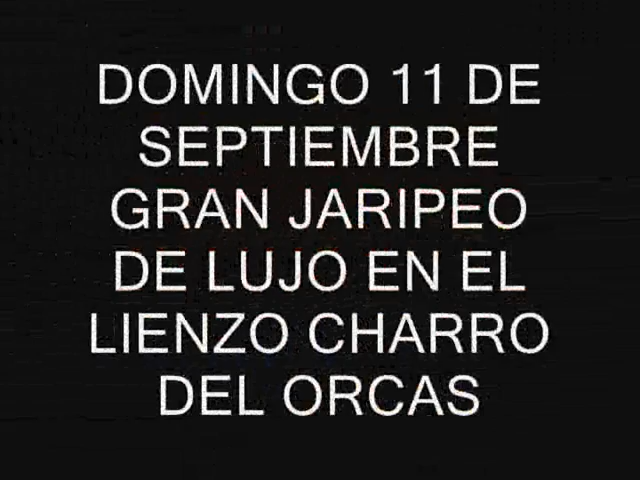 DOMINGO 11 DE
SEPTIEMBRE
GRAN JARIPEO
DE LUJO EN EL
LIENZO CHARRO
DEL ORCAS